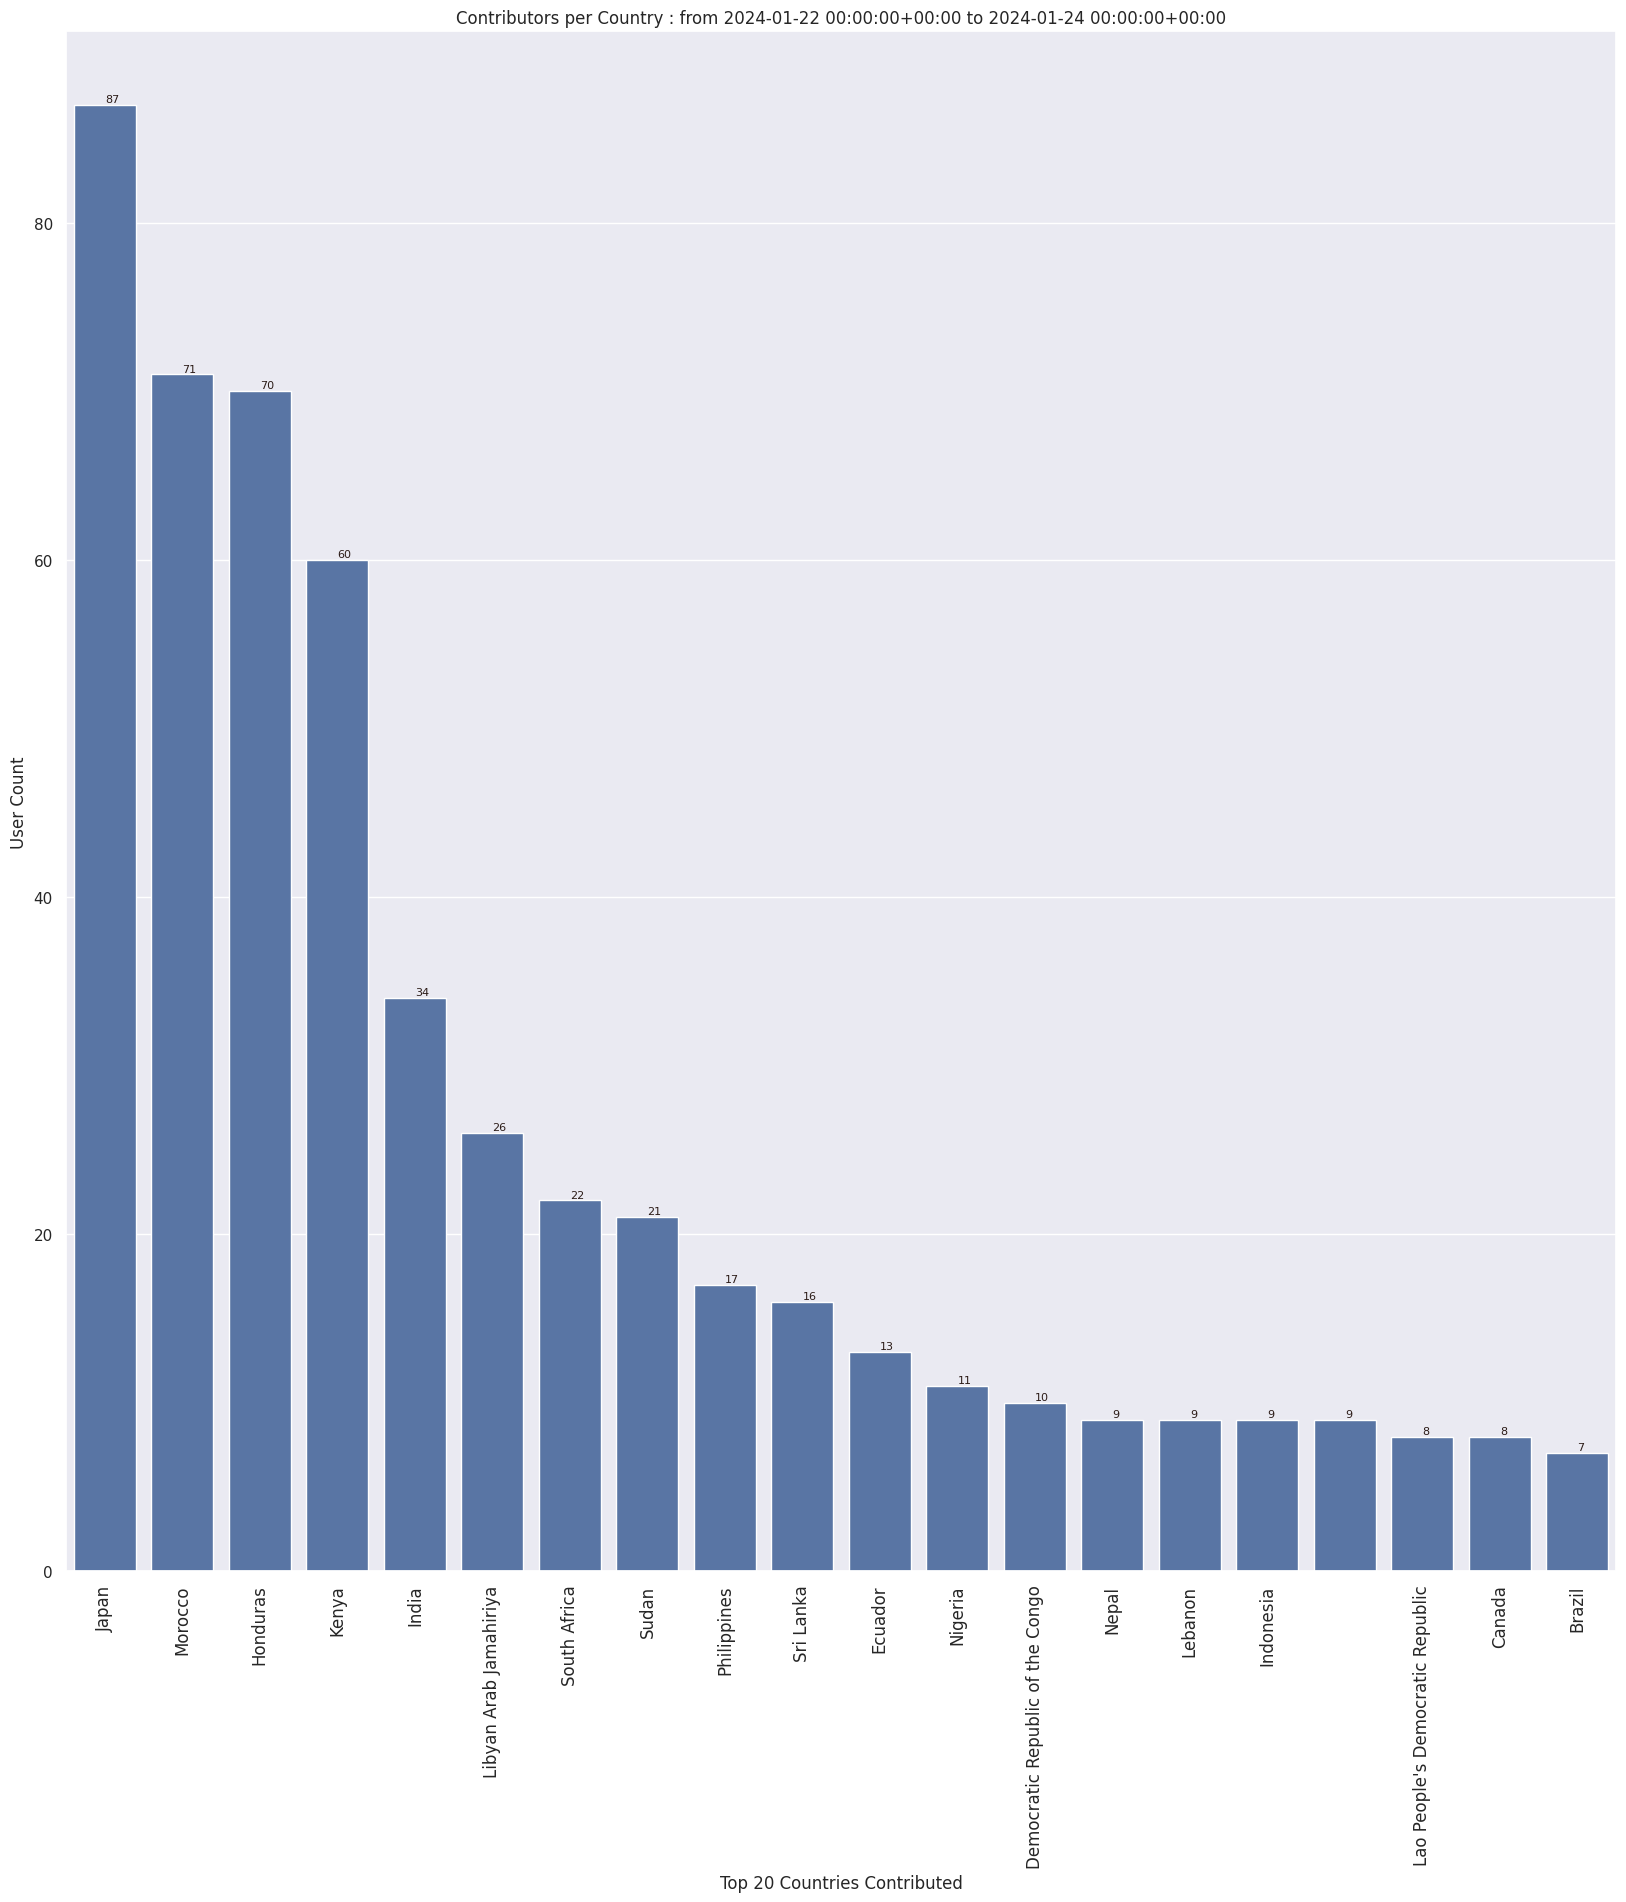 Contributors per Country : from 2024-01-22 00:00:00+00:00 to 2024-01-24 00:00:00+00:00
87
71
70
60
34
26
22
21
17
16
13
11
10
9
9
9
9
8
8
7
80
60
40
20
0
User Count
Japan
Morocco
Honduras
Kenya
India
Libyan Arab Jamahiriya
South Africa
Sudan
Philippines
Sri Lanka
Ecuador
Nigeria
Democratic Republic of the Congo
Nepal
Lebanon
Indonesia
Lao People's Democratic Republic
Canada
Brazil
Top 20 Countries Contributed